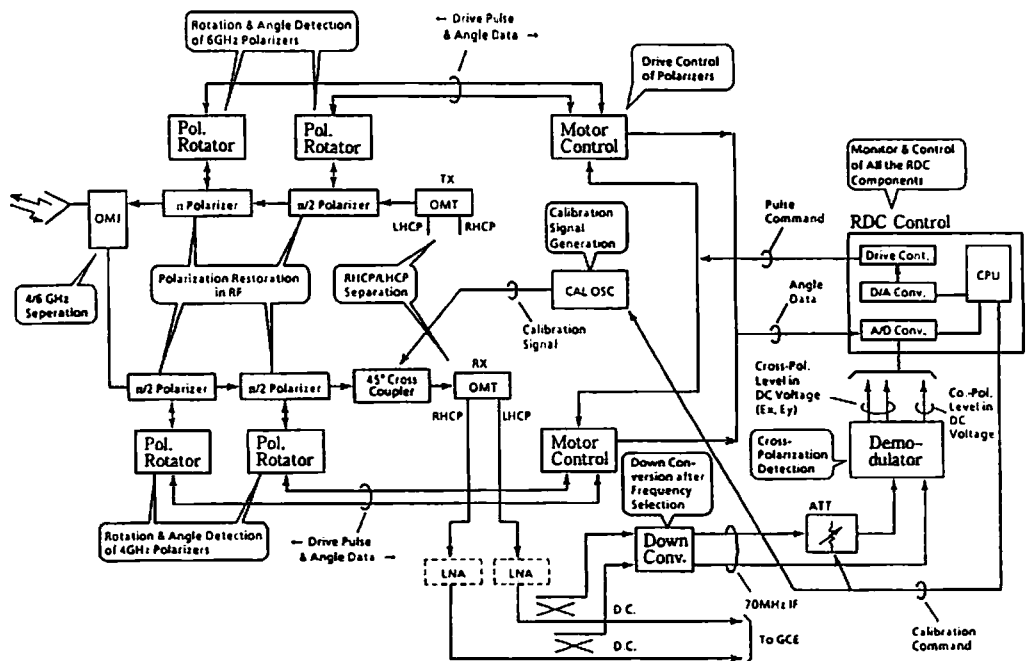 Rotation & Angle Detection
of 6GHz Polarizers
← Drive Pulse
& Angle Data →
Drive Control
of Polarizers
Pol.
Rotator
Pol.
Rotator
Motor
Control
Monitor &
Control
of All the RDC
Components
RDC Control
OMT
π Polarizer
π/2 Polarizer
TX
OMT
LHCP
RHCP
Calibration
Signal
Generation
Pulse
Command
Drive Cont.
CPU
D/A Conv.
A/D Conv.
4/6 GHz
Seperation
Polarization Restoration
in RF
RHCP/LHCP
Separation
CAL OSC
Calibration
Signal
Angle
Data
π/2 Polarizer
π/2 Polarizer
45° Cross
Coupler
RX
OMT
RHCP
LHCP
Cross-Pol.
Level in
DC Voltage
(Ex, Ey)
Co.-Pol.
Level in
DC
Voltage
Pol.
Rotator
Pol.
Rotator
Motor
Control
Cross-
Polarization
Detection
Demo-
dulator
Down Con-
version after
Frequency
Selection
Rotation & Angle Detection
of 4GHz Polarizers
← Drive Pulse
& Angle Data →
ATT
Down
Conv.
LNA
LNA
D.C.
D.C.
70MHz IF
To GCE
Calibration
Command